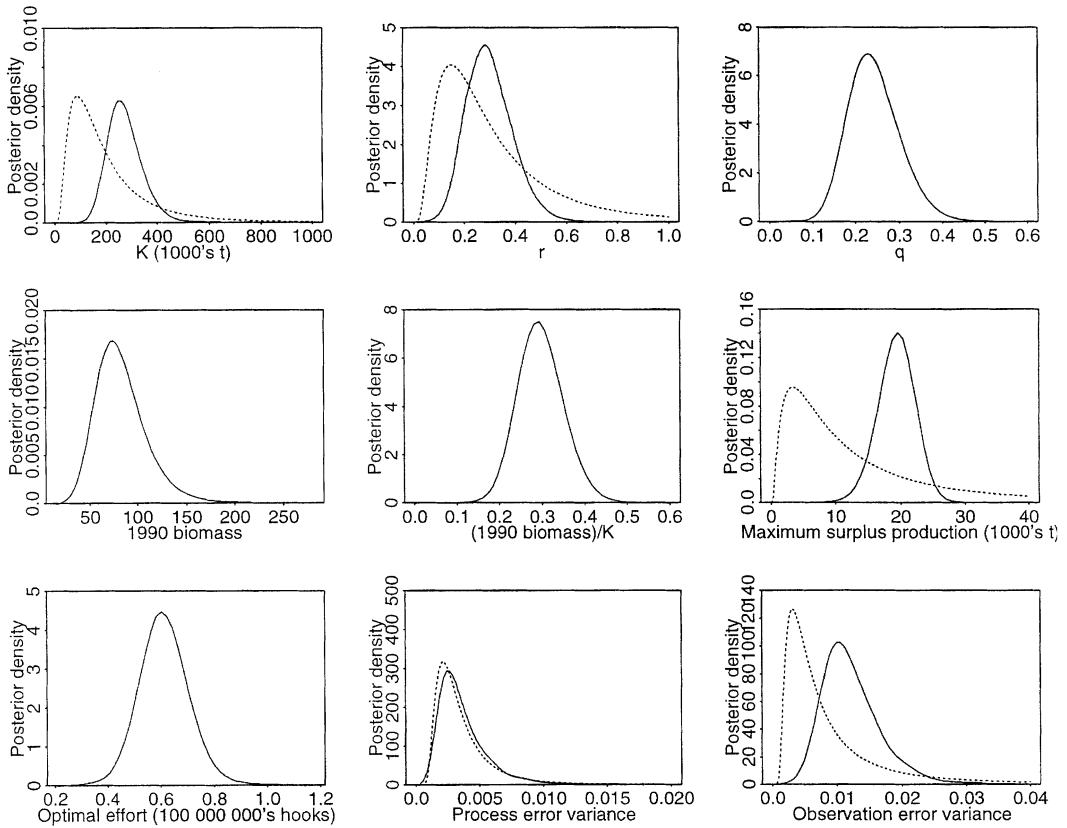 Posterior density
0.0 0.002 0.006 0.010
0 200 400 600 800 1000
K (1000's t)
Posterior density
0 1 2 3 4 5
0.0 0.2 0.4 0.6 0.8 1.0
r
Posterior density
0 2 4 6 8
0.0 0.1 0.2 0.3 0.4 0.5 0.6
q
Posterior density
0.0 0.005 0.010 0.015 0.020
50 100 150 200 250
1990 biomass
Posterior density
0 2 4 6 8
0.0 0.1 0.2 0.3 0.4 0.5 0.6
(1990 biomass)/K
Posterior density
0.0 0.04 0.08 0.12 0.16
0 10 20 30 40
Maximum surplus production (1000's t)
Posterior density
0 1 2 3 4 5
0.2 0.4 0.6 0.8 1.0 1.2
Optimal effort (100 000 000's hooks)
Posterior density
0 100 200 300 400 500
0.0 0.005 0.010 0.015 0.020
Process error variance
Posterior density
0 20 40 60 80 100 120 140
0.0 0.01 0.02 0.03 0.04
Observation error variance